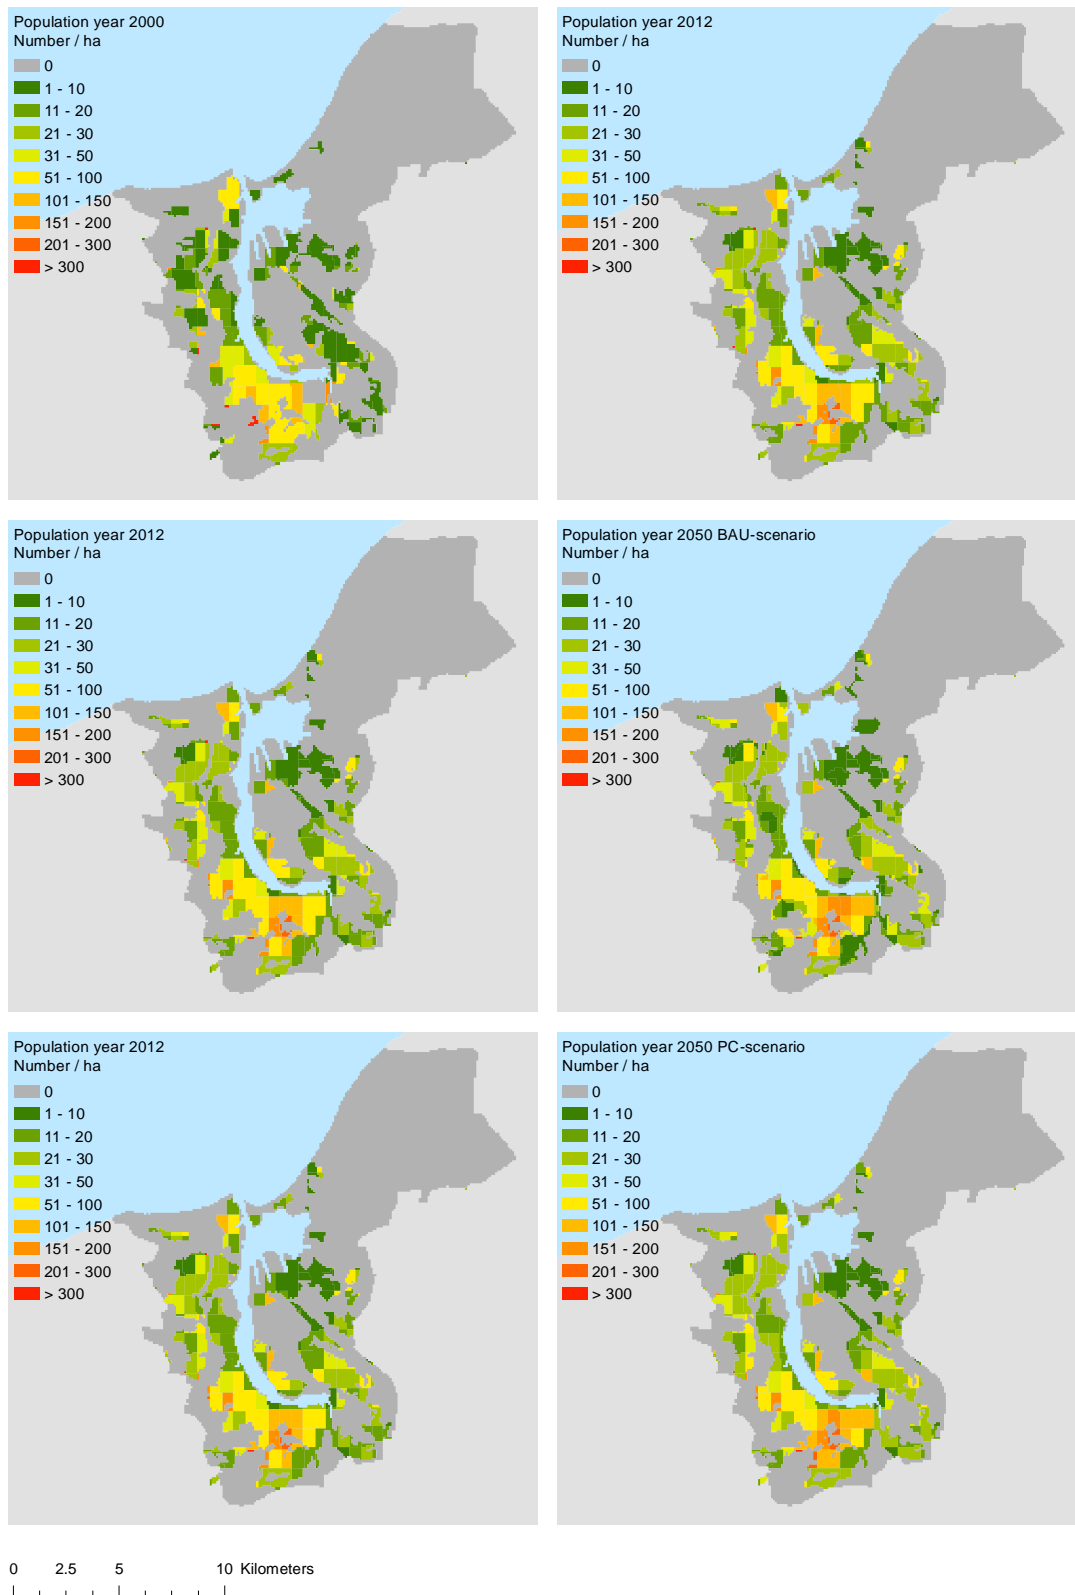 Population year 2000
Number / ha
0
1 - 10
11 - 20
21 - 30
31 - 50
51 - 100
101 - 150
151 - 200
201 - 300
> 300
Population year 2012
Number / ha
0
1 - 10
11 - 20
21 - 30
31 - 50
51 - 100
101 - 150
151 - 200
201 - 300
> 300
Population year 2012
Number / ha
0
1 - 10
11 - 20
21 - 30
31 - 50
51 - 100
101 - 150
151 - 200
201 - 300
> 300
Population year 2050 BAU-scenario
Number / ha
0
1 - 10
11 - 20
21 - 30
31 - 50
51 - 100
101 - 150
151 - 200
201 - 300
> 300
Population year 2012
Number / ha
0
1 - 10
11 - 20
21 - 30
31 - 50
51 - 100
101 - 150
151 - 200
201 - 300
> 300
Population year 2050 PC-scenario
Number / ha
0
1 - 10
11 - 20
21 - 30
31 - 50
51 - 100
101 - 150
151 - 200
201 - 300
> 300
0 2.5 5 10 Kilometers